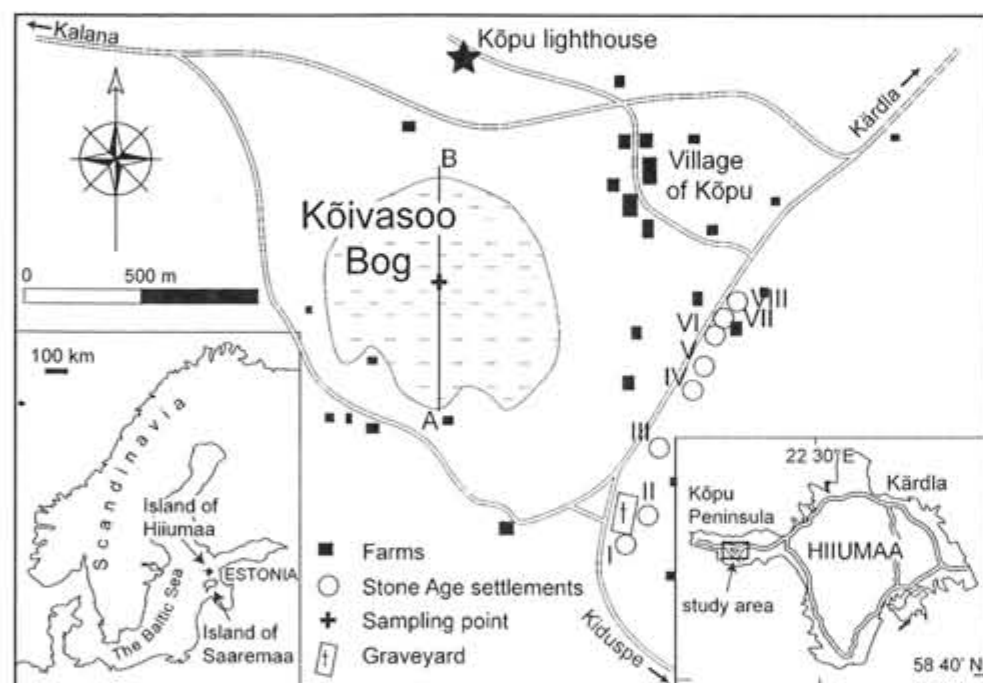 Kalana
Kõpu lighthouse
Kärdla
Village
of Kõpu
B
Kõivasoo
Bog
0
500 m
A
VIII
VII
VI
V
IV
III
II
I
100 km
Scandinavia
Island of
Hiiumaa
ESTONIA
The Baltic Sea
Island of
Saaremaa
Farms
Stone Age settlements
Sampling point
Graveyard
Kiduspe
22 30° E
Kõpu
Peninsula
Kärdla
HIIUMAA
study area
58 40' N